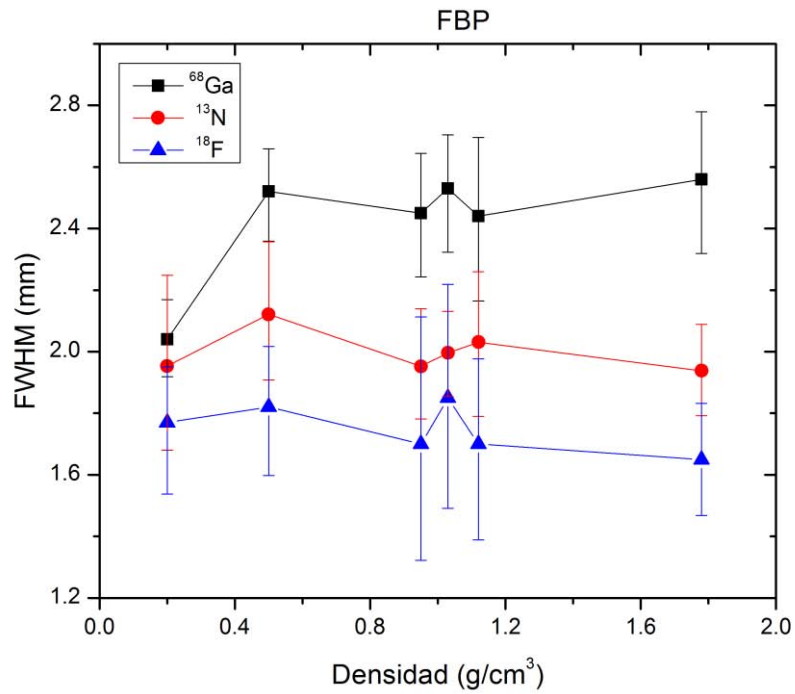 FBP
⁶⁸Ga
¹³N
¹⁸F
FWHM (mm)
2.8
2.4
2.0
1.6
1.2
0.0 0.4 0.8 1.2 1.6 2.0
Densidad (g/cm³)